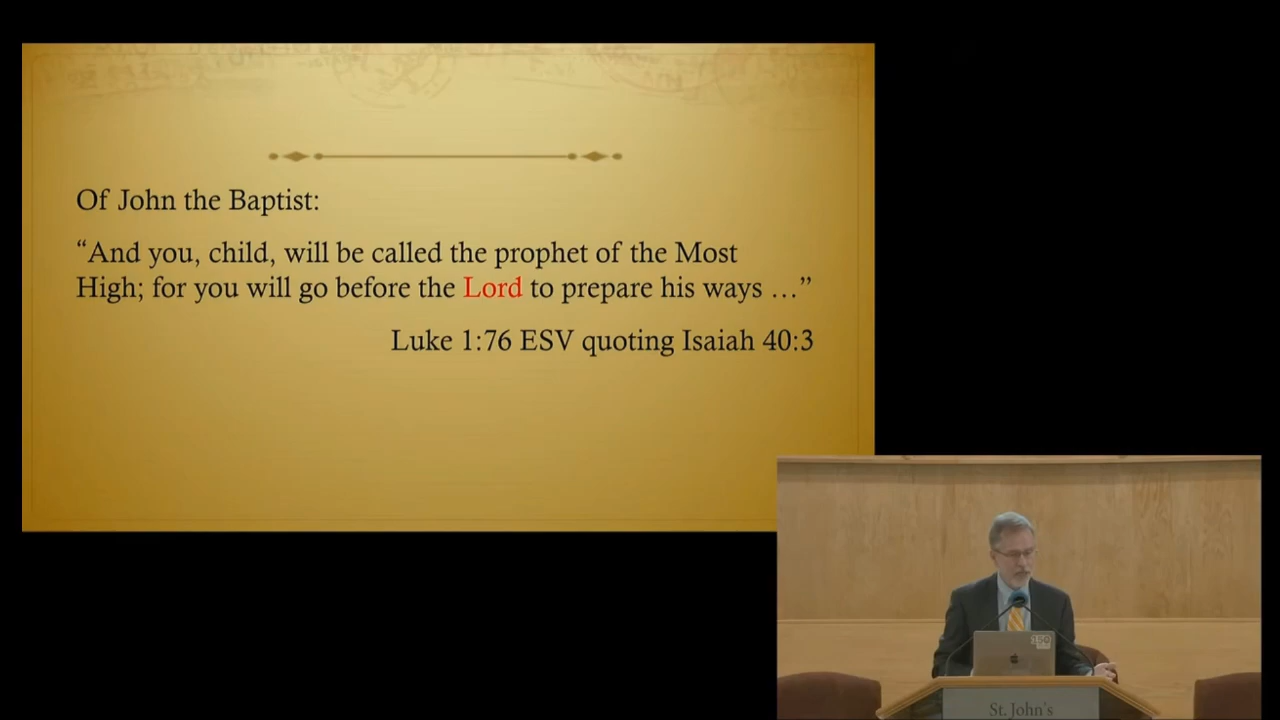 Of John the Baptist:
“And you, child, will be called the prophet of the Most
High; for you will go before the Lord to prepare his ways …”
Luke 1:76 ESV quoting Isaiah 40:3
150
St. John's